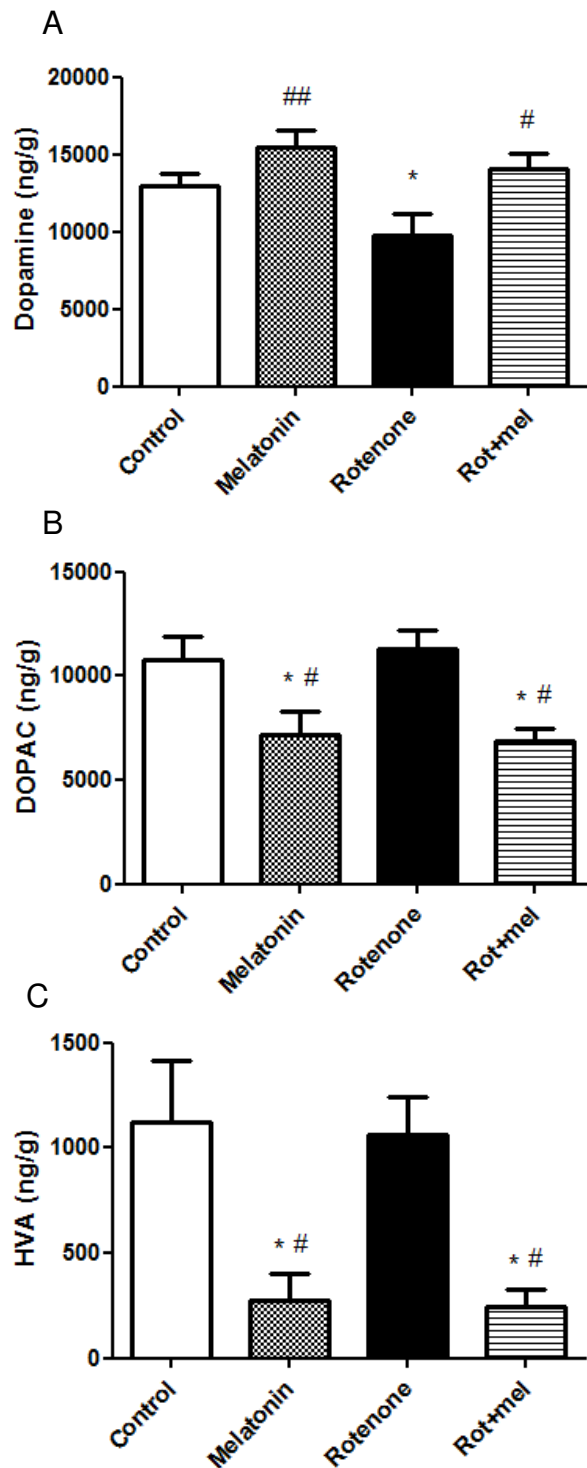 A
Dopamine (ng/g)
20000
15000
10000
5000
0
##
*
#
Control
Melatonin
Rotenone
Rot+mel
B
DOPAC (ng/g)
15000
10000
5000
0
* #
* #
Control
Melatonin
Rotenone
Rot+mel
C
HVA (ng/g)
1500
1000
500
0
* #
* #
Control
Melatonin
Rotenone
Rot+mel